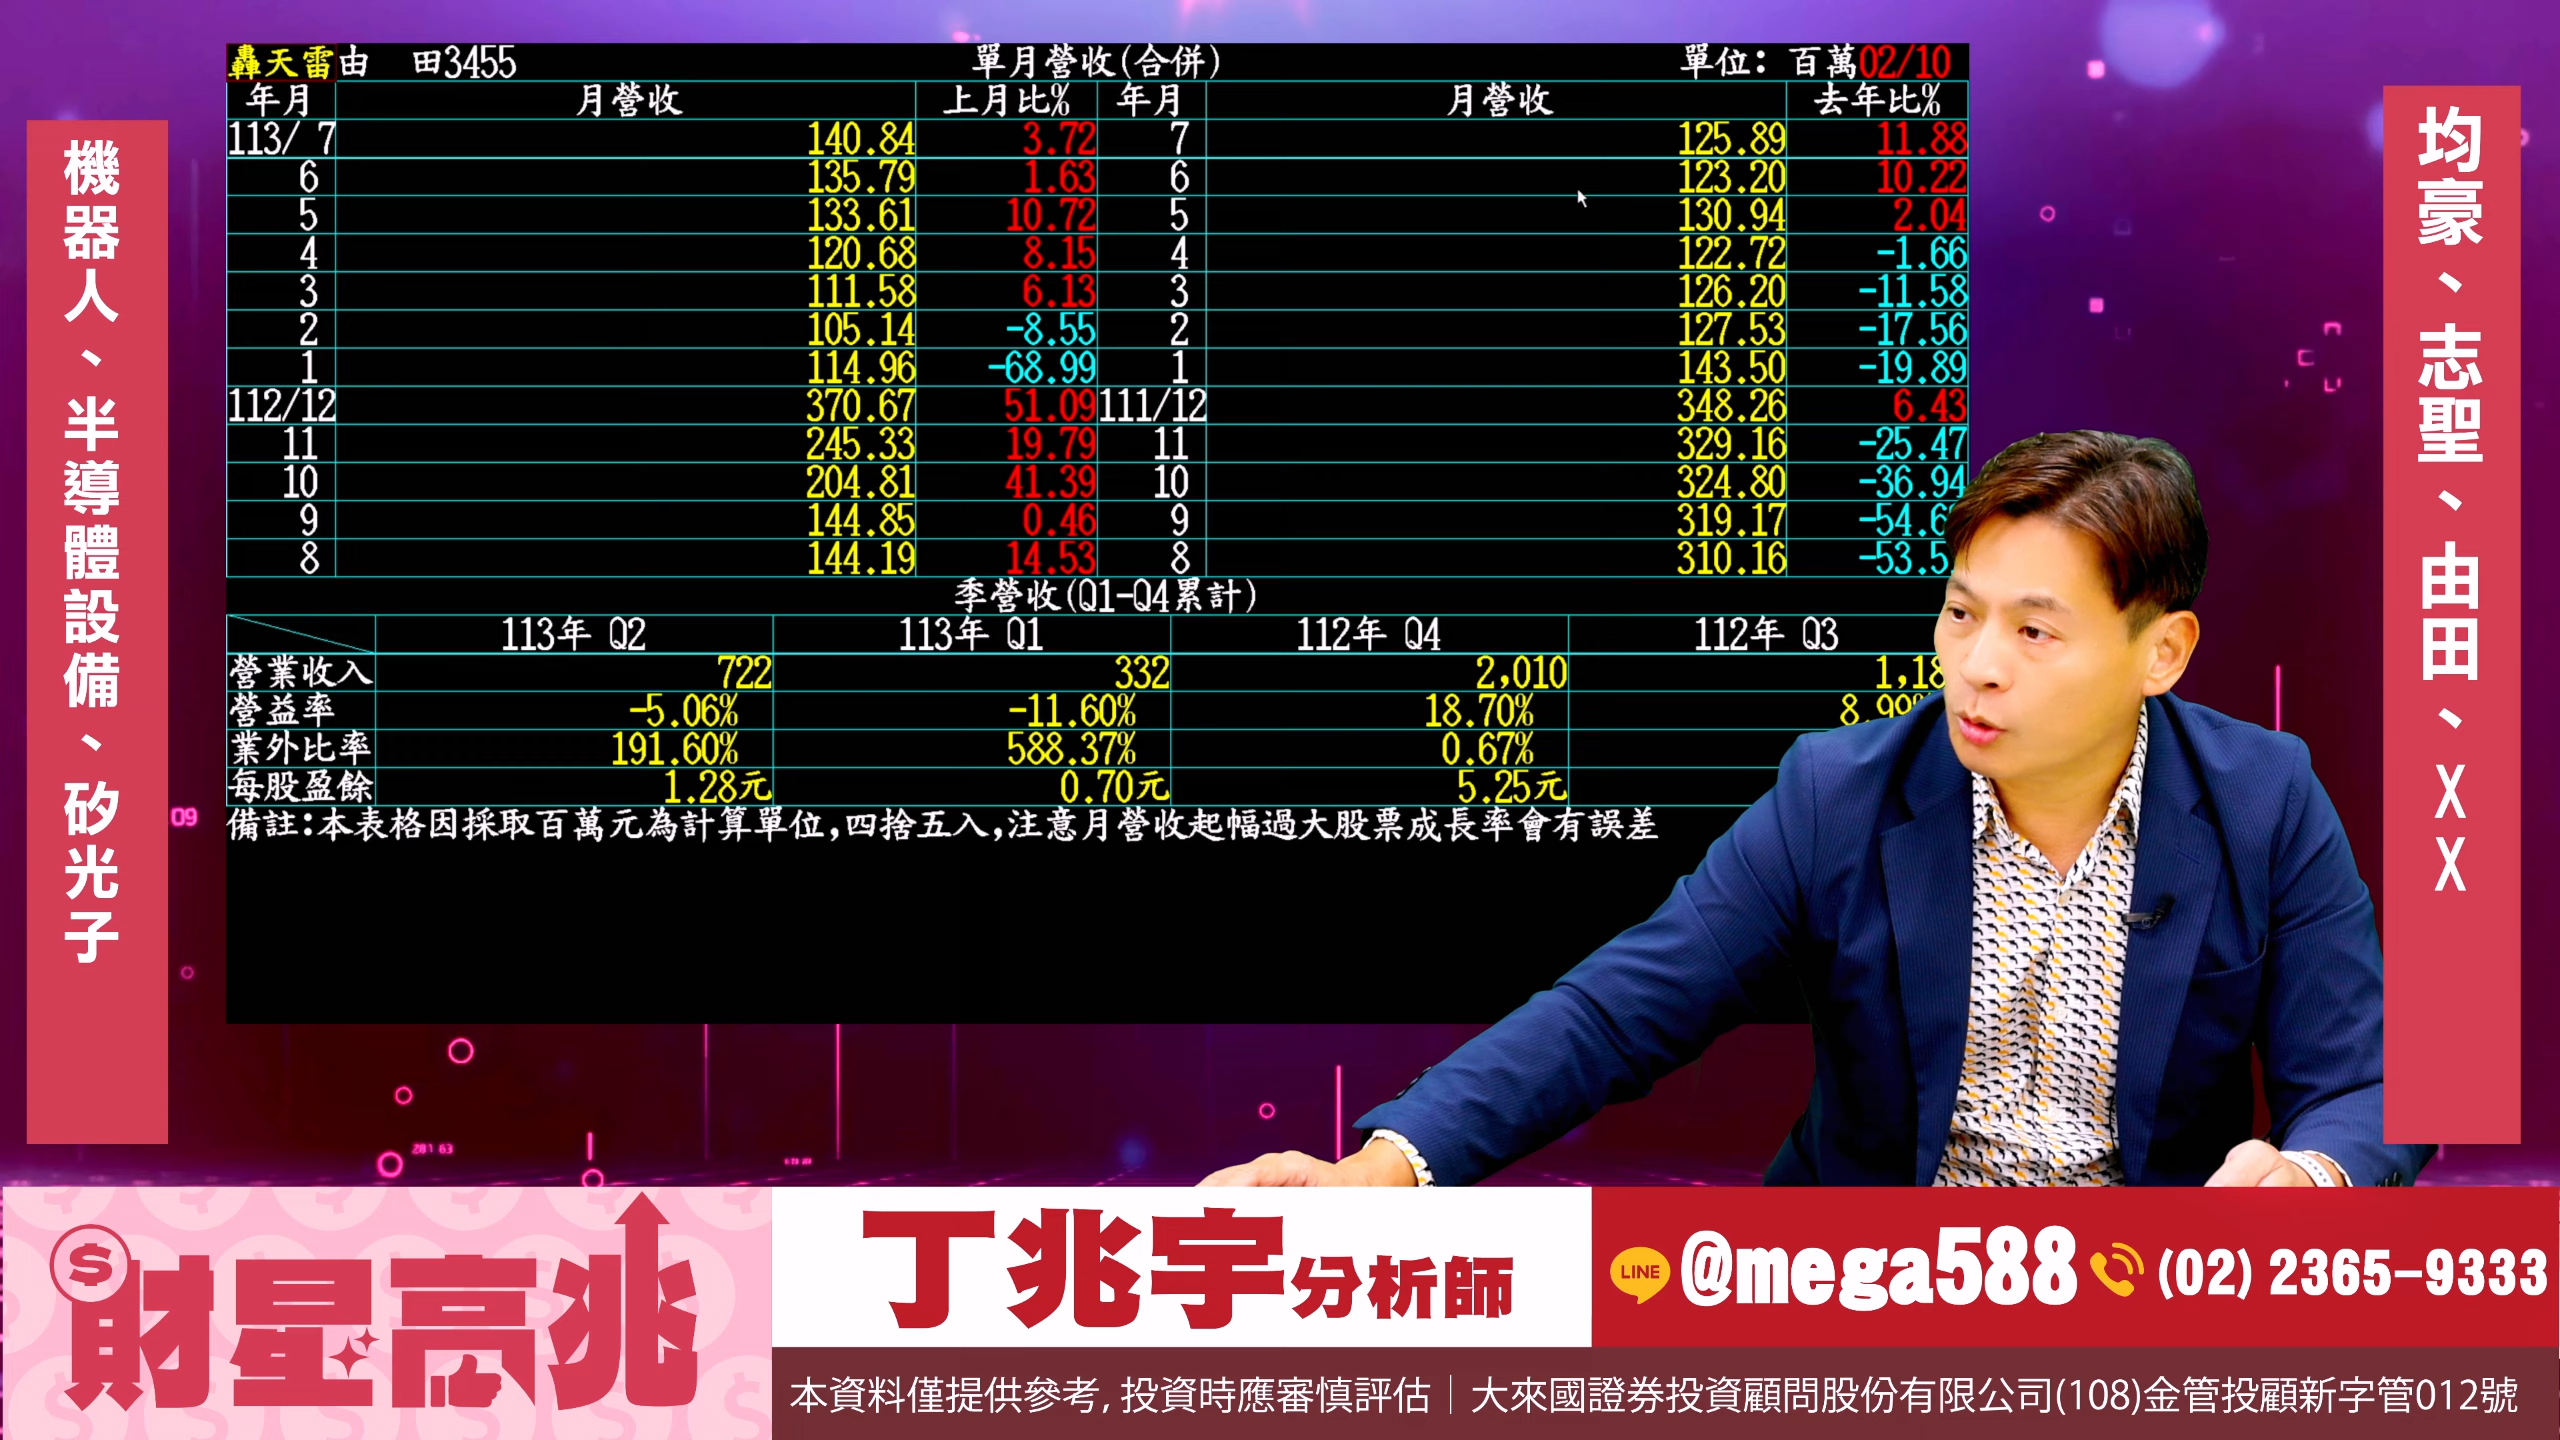 機器人、半導體設備、矽光子
均豪、志聖、由田、XX
轟天雷由 田3455 單月營收(合併) 單位: 百萬02/10
年月 月營收 上月比% 年月 月營收 去年比%
113/ 7 140.84 3.72 7 125.89 11.88
6 135.79 1.63 6 123.20 10.22
5 133.61 10.72 5 130.94 2.04
4 120.68 8.15 4 122.72 -1.66
3 111.58 6.13 3 126.20 -11.58
2 105.14 -8.55 2 127.53 -17.56
1 114.96 -68.99 1 143.50 -19.89
112/12 370.67 51.09 111/12 348.26 6.43
11 245.33 19.79 11 329.16 -25.47
10 204.81 41.39 10 324.80 -36.94
9 144.85 0.46 9 319.17 -54.6
8 144.19 14.53 8 310.16 -53.5
季營收(Q1-Q4累計)
113年 Q2 113年 Q1 112年 Q4 112年 Q3
營業收入 722 332 2,010 1,18
營益率 -5.06% -11.60% 18.70% 8.99%
業外比率 191.60% 588.37% 0.67%
每股盈餘 1.28元 0.70元 5.25元
備註:本表格因採取百萬元為計算單位,四捨五入,注意月營收起幅過大股票成長率會有誤差
09
281 63
$財星高兆
丁兆宇分析師
LINE @mega588 (02) 2365-9333
本資料僅提供參考, 投資時應審慎評估｜大來國證券投資顧問股份有限公司(108)金管投顧新字管012號